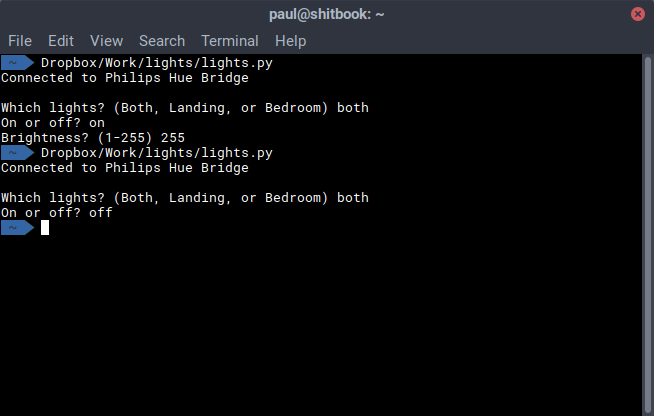 paul@shitbook: ~
File Edit View Search Terminal Help
~ Dropbox/Work/lights/lights.py
Connected to Philips Hue Bridge
Which lights? (Both, Landing, or Bedroom) both
On or off? on
Brightness? (1-255) 255
~ Dropbox/Work/lights/lights.py
Connected to Philips Hue Bridge
Which lights? (Both, Landing, or Bedroom) both
On or off? off
~